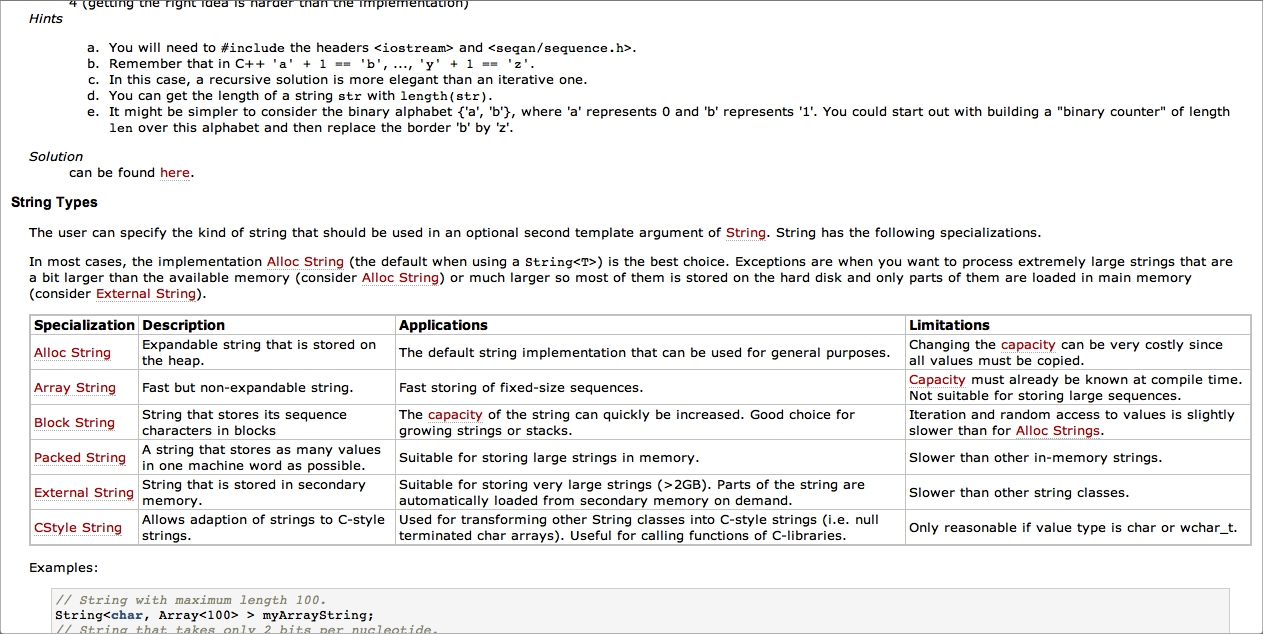 4 (getting the right idea is harder than the implementation)
Hints
a. You will need to #include the headers <iostream> and <seqan/sequence.h>.
b. Remember that in C++ 'a' + 1 == 'b', ..., 'y' + 1 == 'z'.
c. In this case, a recursive solution is more elegant than an iterative one.
d. You can get the length of a string str with length(str).
e. It might be simpler to consider the binary alphabet {'a', 'b'}, where 'a' represents 0 and 'b' represents '1'. You could start out with building a "binary counter" of length
len over this alphabet and then replace the border 'b' by 'z'.
Solution
can be found here.
String Types
The user can specify the kind of string that should be used in an optional second template argument of String. String has the following specializations.
In most cases, the implementation Alloc String (the default when using a String<T>) is the best choice. Exceptions are when you want to process extremely large strings that are
a bit larger than the available memory (consider Alloc String) or much larger so most of them is stored on the hard disk and only parts of them are loaded in main memory
(consider External String).
Specialization Description Applications Limitations
Alloc String
Expandable string that is stored on
the heap.
The default string implementation that can be used for general purposes.
Changing the capacity can be very costly since
all values must be copied.
Array String
Fast but non-expandable string.
Fast storing of fixed-size sequences.
Capacity must already be known at compile time.
Not suitable for storing large sequences.
Block String
String that stores its sequence
characters in blocks
The capacity of the string can quickly be increased. Good choice for
growing strings or stacks.
Iteration and random access to values is slightly
slower than for Alloc Strings.
Packed String
A string that stores as many values
in one machine word as possible.
Suitable for storing large strings in memory.
Slower than other in-memory strings.
External String
String that is stored in secondary
memory.
Suitable for storing very large strings (>2GB). Parts of the string are
automatically loaded from secondary memory on demand.
Slower than other string classes.
CStyle String
Allows adaption of strings to C-style
strings.
Used for transforming other String classes into C-style strings (i.e. null
terminated char arrays). Useful for calling functions of C-libraries.
Only reasonable if value type is char or wchar_t.
Examples:
// String with maximum length 100.
String<char, Array<100> > myArrayString;
// String that takes only 2 bits per nucleotide.